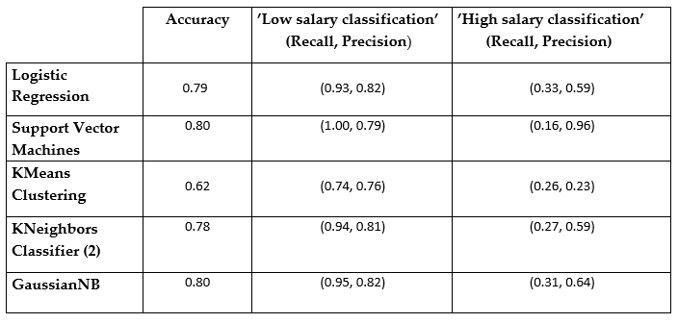 Accuracy 'Low salary classification' 'High salary classification'
(Recall, Precision) (Recall, Precision)
Logistic
Regression 0.79 (0.93, 0.82) (0.33, 0.59)
Support Vector 0.80 (1.00, 0.79) (0.16, 0.96)
Machines
KMeans
Clustering 0.62 (0.74, 0.76) (0.26, 0.23)
KNeighbors 0.78 (0.94, 0.81) (0.27, 0.59)
Classifier (2)
GaussianNB 0.80 (0.95, 0.82) (0.31, 0.64)